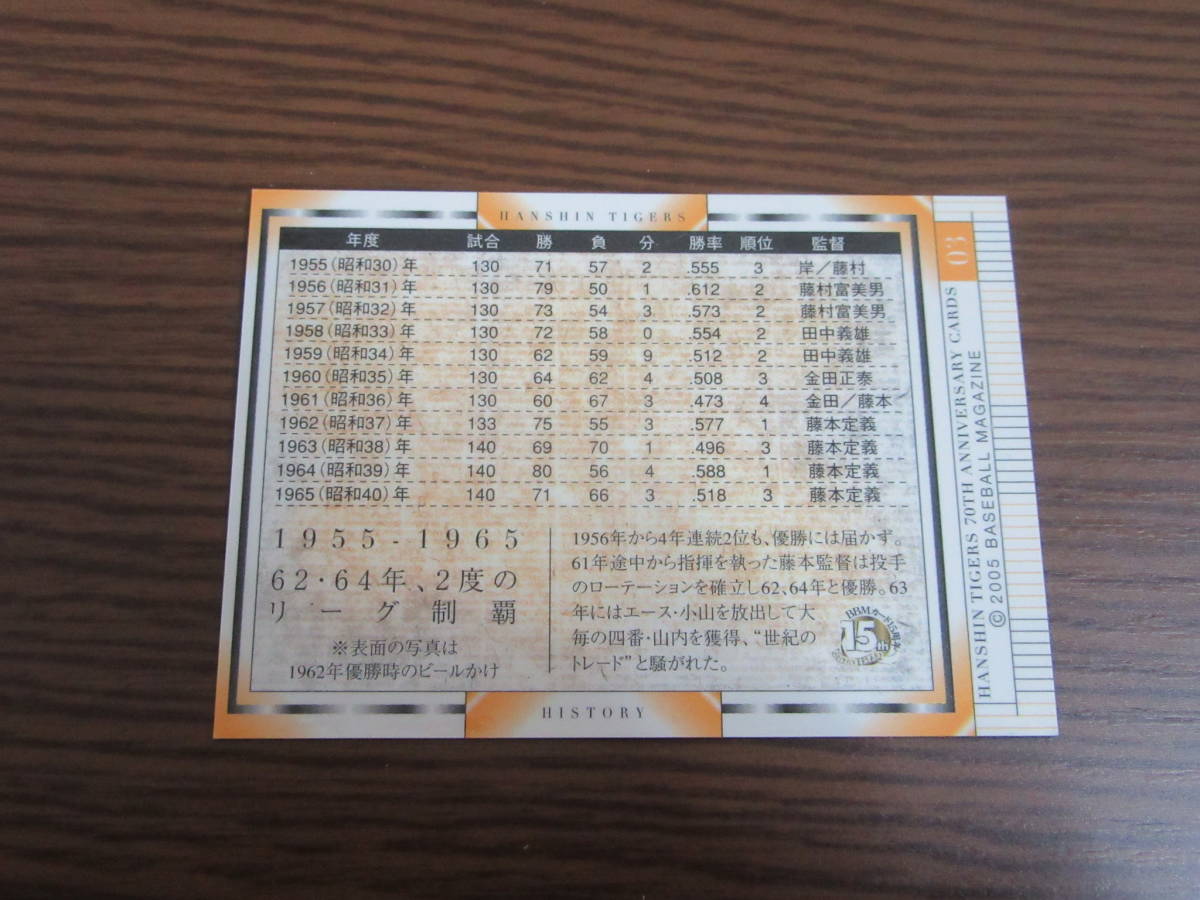 HANSHIN TIGERS
年度 試合 勝 負 分 勝率 順位 監督
1955(昭和30)年 130 71 57 2 .555 3 岸／藤村
1956(昭和31)年 130 79 50 1 .612 2 藤村富美男
1957(昭和32)年 130 73 54 3 .573 2 藤村富美男
1958(昭和33)年 130 72 58 0 .554 2 田中義雄
1959(昭和34)年 130 62 59 9 .512 2 田中義雄
1960(昭和35)年 130 64 62 4 .508 3 金田正泰
1961(昭和36)年 130 60 67 3 .473 4 金田／藤本
1962(昭和37)年 133 75 55 3 .577 1 藤本定義
1963(昭和38)年 140 69 70 1 .496 3 藤本定義
1964(昭和39)年 140 80 56 4 .588 1 藤本定義
1965(昭和40)年 140 71 66 3 .518 3 藤本定義
1955-1965
62・64年、2度の
リーグ制覇
※表面の写真は
1962年優勝時のビールかけ
1956年から4年連続2位も、優勝には届かず。
61年途中から指揮を執った藤本監督は投手
のローテーションを確立し62、64年と優勝。63
年にはエース・小山を放出して大
毎の四番・山内を獲得、“世紀の
トレード”と騒がれた。
15
HISTORY
03
HANSHIN TIGERS 70TH ANNIVERSARY CARDS
©2005 BASEBALL MAGAZINE